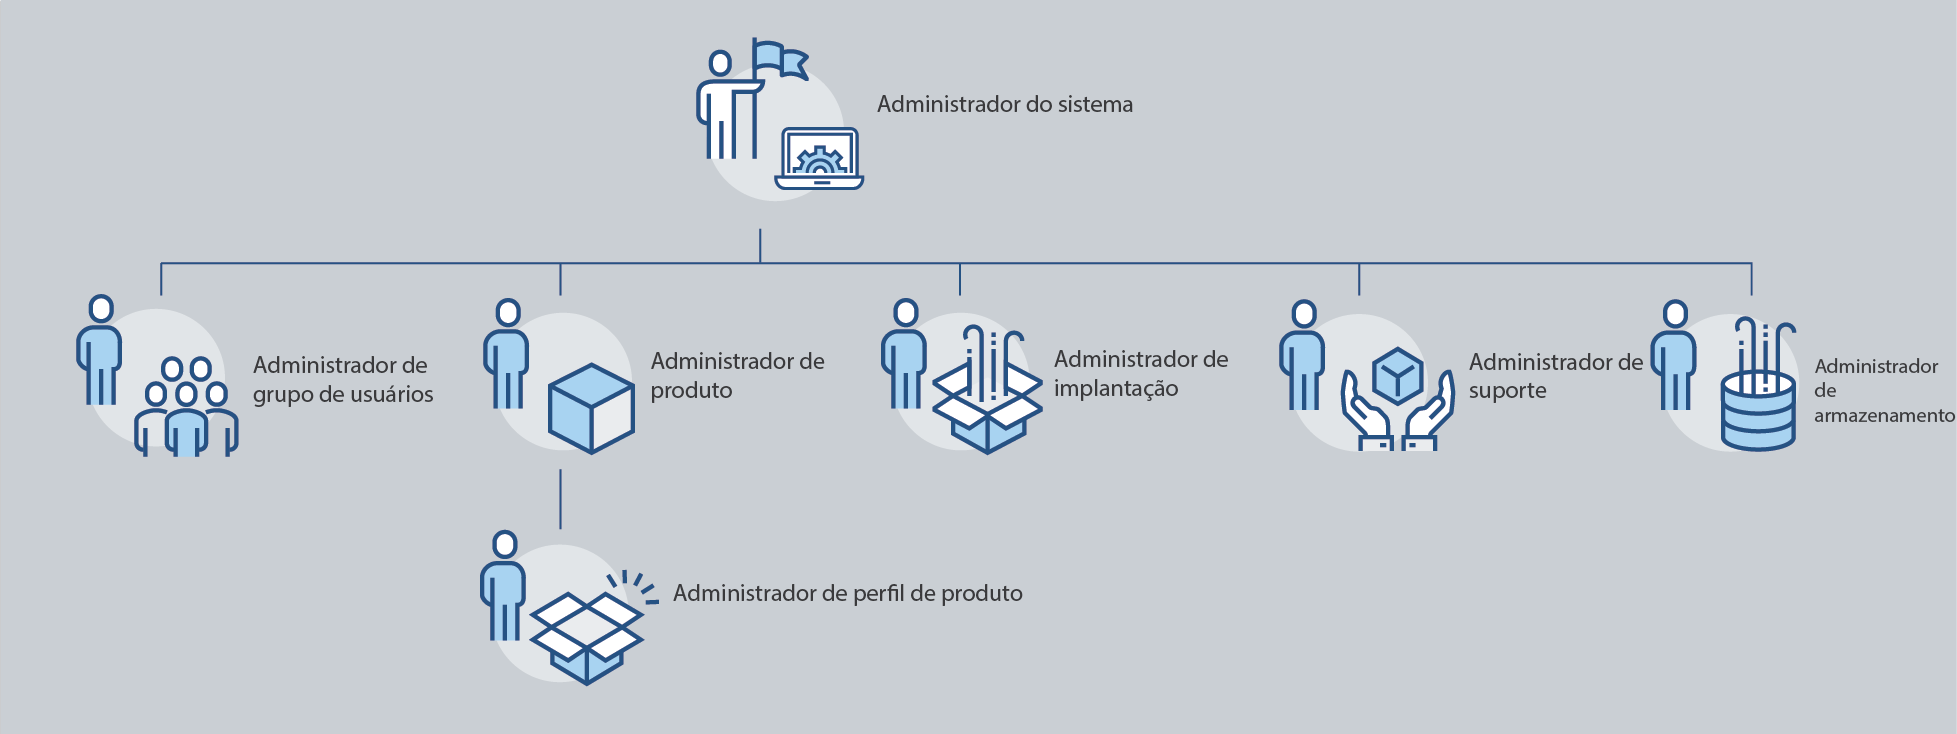 Administrador do sistema
Administrador de
grupo de usuários
Administrador de
produto
Administrador de
implantação
Administrador de
suporte
Administrador
de
armazenamento
Administrador de perfil de produto